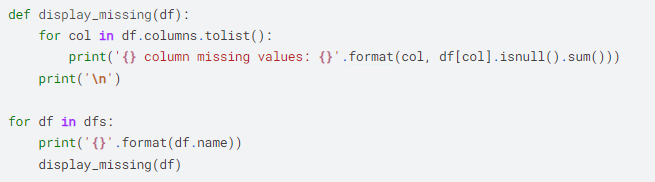 def display_missing(df):
    for col in df.columns.tolist():
        print('{} column missing values: {}'.format(col, df[col].isnull().sum()))
    print('\n')

for df in dfs:
    print('{}'.format(df.name))
    display_missing(df)